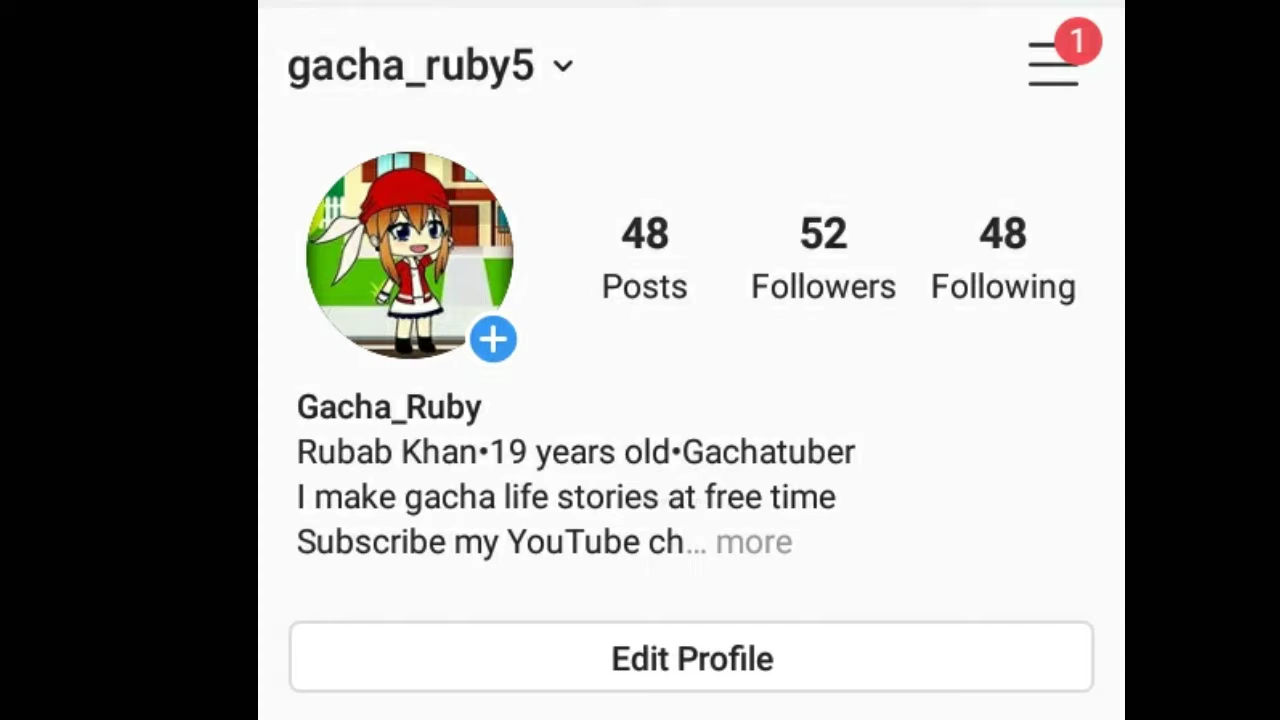 gacha_ruby5
1
48 52 48
Posts Followers Following
Gacha_Ruby
Rubab Khan•19 years old•Gachatuber
I make gacha life stories at free time
Subscribe my YouTube ch... more
Edit Profile